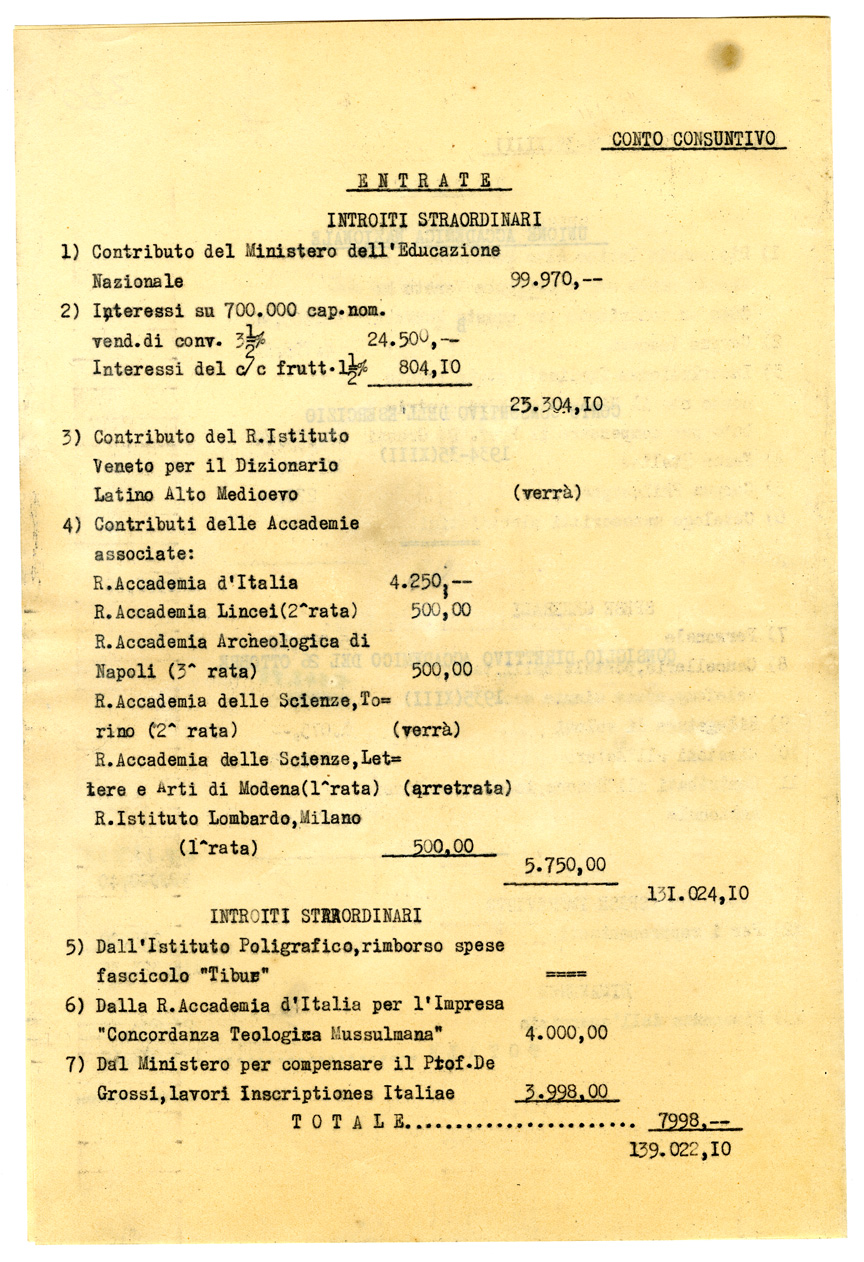 CONTO CONSUNTIVO
E N T R A T E
INTROITI STRAORDINARI
1) Contributo del Ministero dell'Educazione
Nazionale 99.970,--
2) Interessi su 700.000 cap.nom.
vend.di conv. 3½% 24.500,--
Interessi del c/c frutt.1½% 804,10
25.304,10
3) Contributo del R.Istituto
Veneto per il Dizionario
Latino Alto Medioevo (verrà)
4) Contributi delle Accademie
associate:
R.Accademia d'Italia 4.250,--
R.Accademia Lincei(2^rata) 500,00
R.Accademia Archeologica di
Napoli (3^ rata) 500,00
R.Accademia delle Scienze,To=
rino (2^ rata) (verrà)
R.Accademia delle Scienze,Let=
tere e Arti di Modena(1^rata) (arretrata)
R.Istituto Lombardo,Milano
(1^rata) 500,00
5.750,00
131.024,10
INTROITI STRAORDINARI
5) Dall'Istituto Poligrafico,rimborso spese
fascicolo "Tibur" ====
6) Dalla R.Accademia d'Italia per l'Impresa
"Concordanza Teologica Mussulmana" 4.000,00
7) Dal Ministero per compensare il Prof.De
Grossi,lavori Inscriptiones Italiae 3.998,00
T O T A L E....................... 7998,--
139.022,10